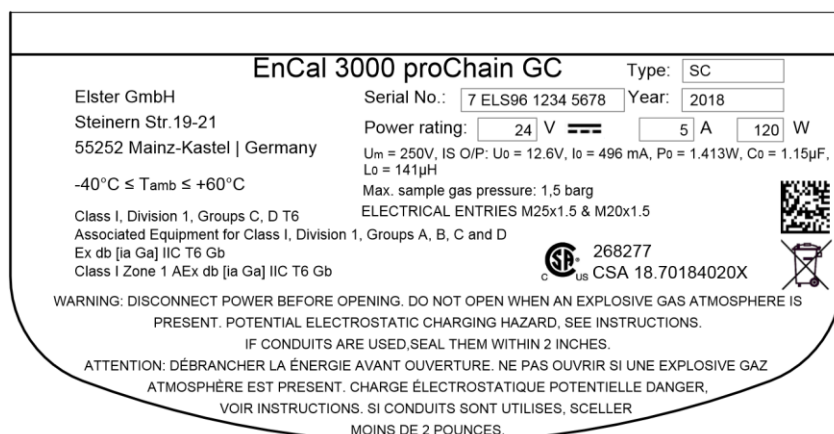 EnCal 3000 proChain GC
Type: SC
Elster GmbH
Serial No.: 7 ELS96 1234 5678 Year: 2018
Steinern Str.19-21
Power rating: 24 V 5 A 120 W
55252 Mainz-Kastel | Germany
Um = 250V, IS O/P: Uo = 12.6V, Io = 496 mA, Po = 1.413W, Co = 1.15µF,
Lo = 141µH
-40°C ≤ Tamb ≤ +60°C
Max. sample gas pressure: 1,5 barg
Class I, Division 1, Groups C, D T6
ELECTRICAL ENTRIES M25x1.5 & M20x1.5
Associated Equipment for Class I, Division 1, Groups A, B, C and D
Ex db [ia Ga] IIC T6 Gb
Class I Zone 1 AEx db [ia Ga] IIC T6 Gb
C SA ® US
268277
CSA 18.70184020X
WARNING: DISCONNECT POWER BEFORE OPENING. DO NOT OPEN WHEN AN EXPLOSIVE GAS ATMOSPHERE IS
PRESENT. POTENTIAL ELECTROSTATIC CHARGING HAZARD, SEE INSTRUCTIONS.
IF CONDUITS ARE USED,SEAL THEM WITHIN 2 INCHES.
ATTENTION: DÉBRANCHER LA ÉNERGIE AVANT OUVERTURE. NE PAS OUVRIR SI UNE EXPLOSIVE GAZ
ATMOSPHÈRE EST PRESENT. CHARGE ÉLECTROSTATIQUE POTENTIELLE DANGER,
VOIR INSTRUCTIONS. SI CONDUITS SONT UTILISES, SCELLER
MOINS DE 2 POUNCES.